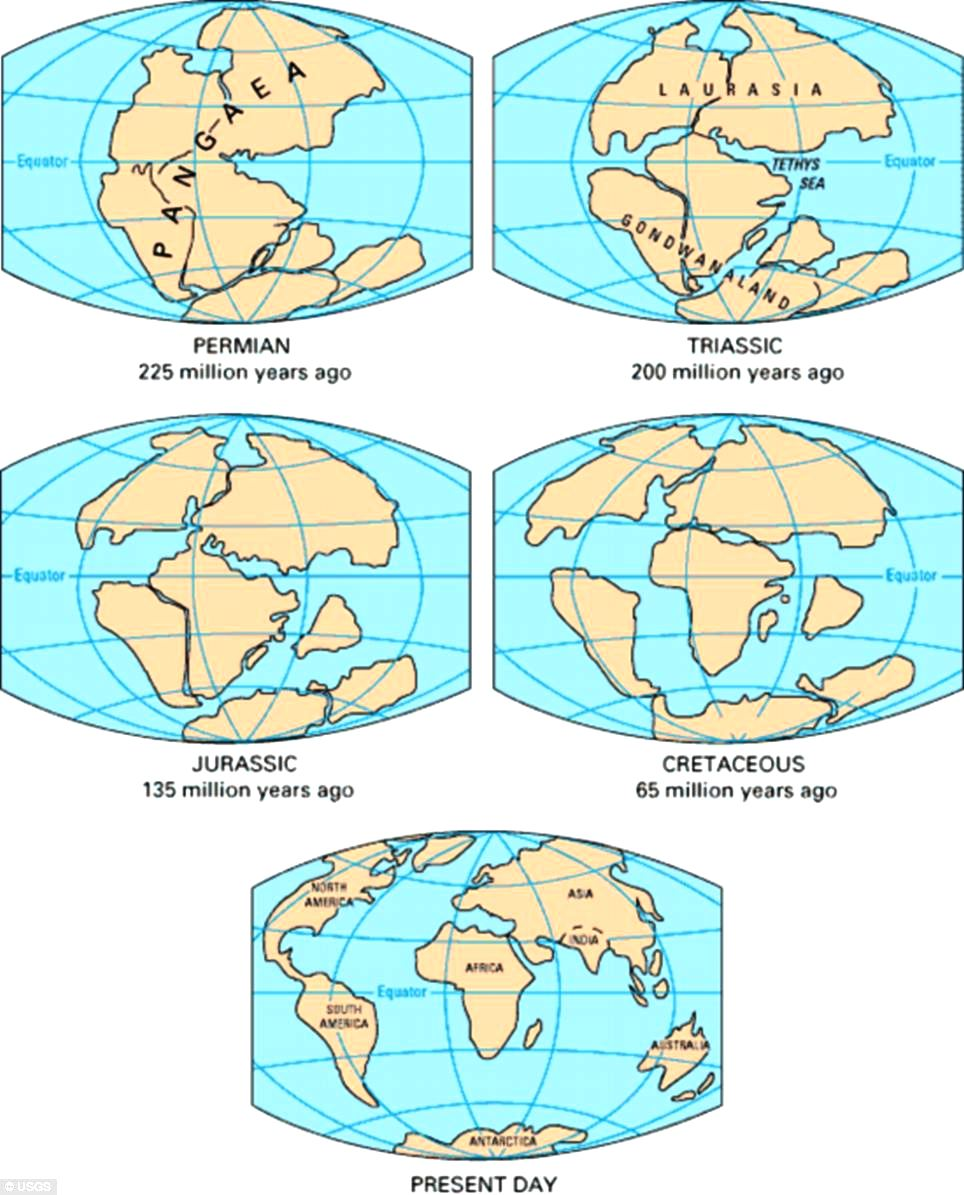 PANGAEA
Equator
PERMIAN
225 million years ago
LAURASIA
TETHYS
SEA
Equator
GONDWANALAND
TRIASSIC
200 million years ago
Equator
JURASSIC
135 million years ago
Equator
CRETACEOUS
65 million years ago
NORTH
AMERICA
ASIA
INDIA
AFRICA
Equator
SOUTH
AMERICA
AUSTRALIA
ANTARCTICA
PRESENT DAY
© USGS